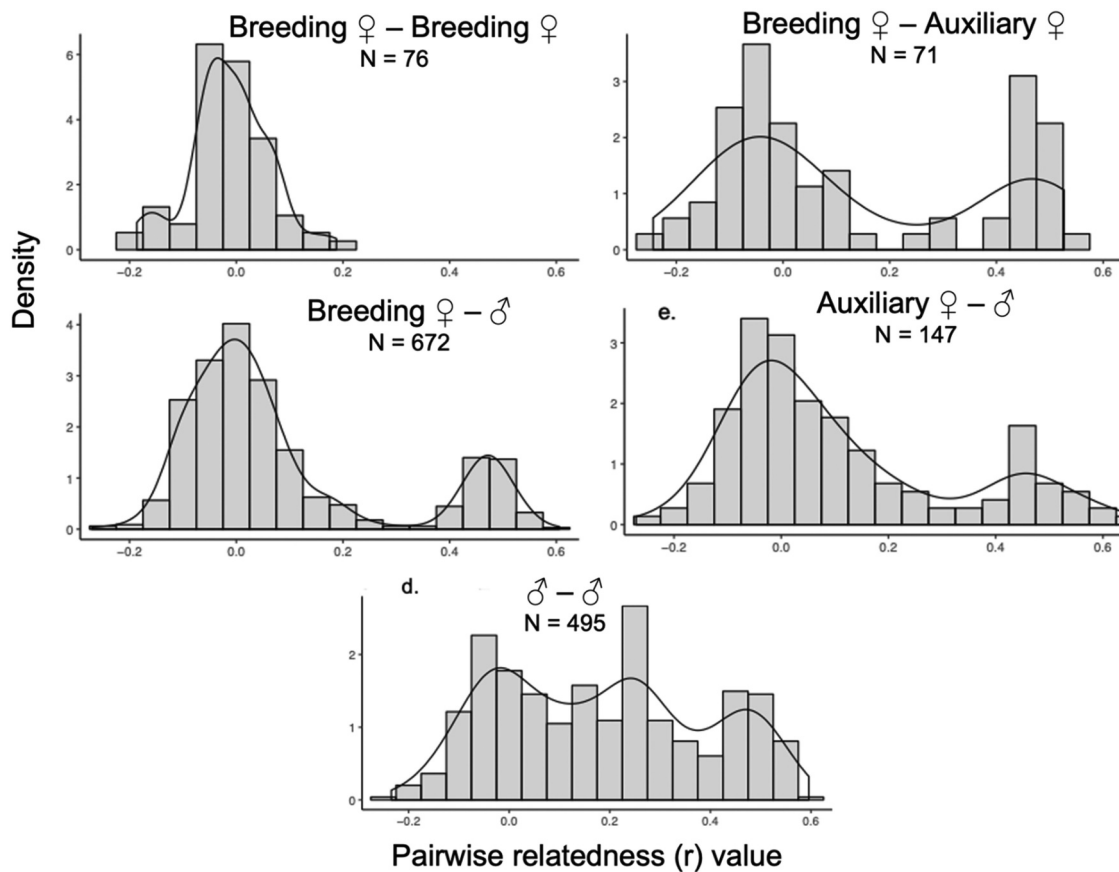 Breeding ♀ – Breeding ♀
N = 76
6
4
2
0
−0.2 0.0 0.2 0.4 0.6
Breeding ♀ – Auxiliary ♀
N = 71
3
2
1
0
−0.2 0.0 0.2 0.4 0.6
Density
Breeding ♀ – ♂
N = 672
4
3
2
1
0
−0.2 0.0 0.2 0.4 0.6
e.
Auxiliary ♀ – ♂
N = 147
3
2
1
0
−0.2 0.0 0.2 0.4 0.6
d.
♂ – ♂
N = 495
2
1
0
−0.2 0.0 0.2 0.4 0.6
Pairwise relatedness (r) value